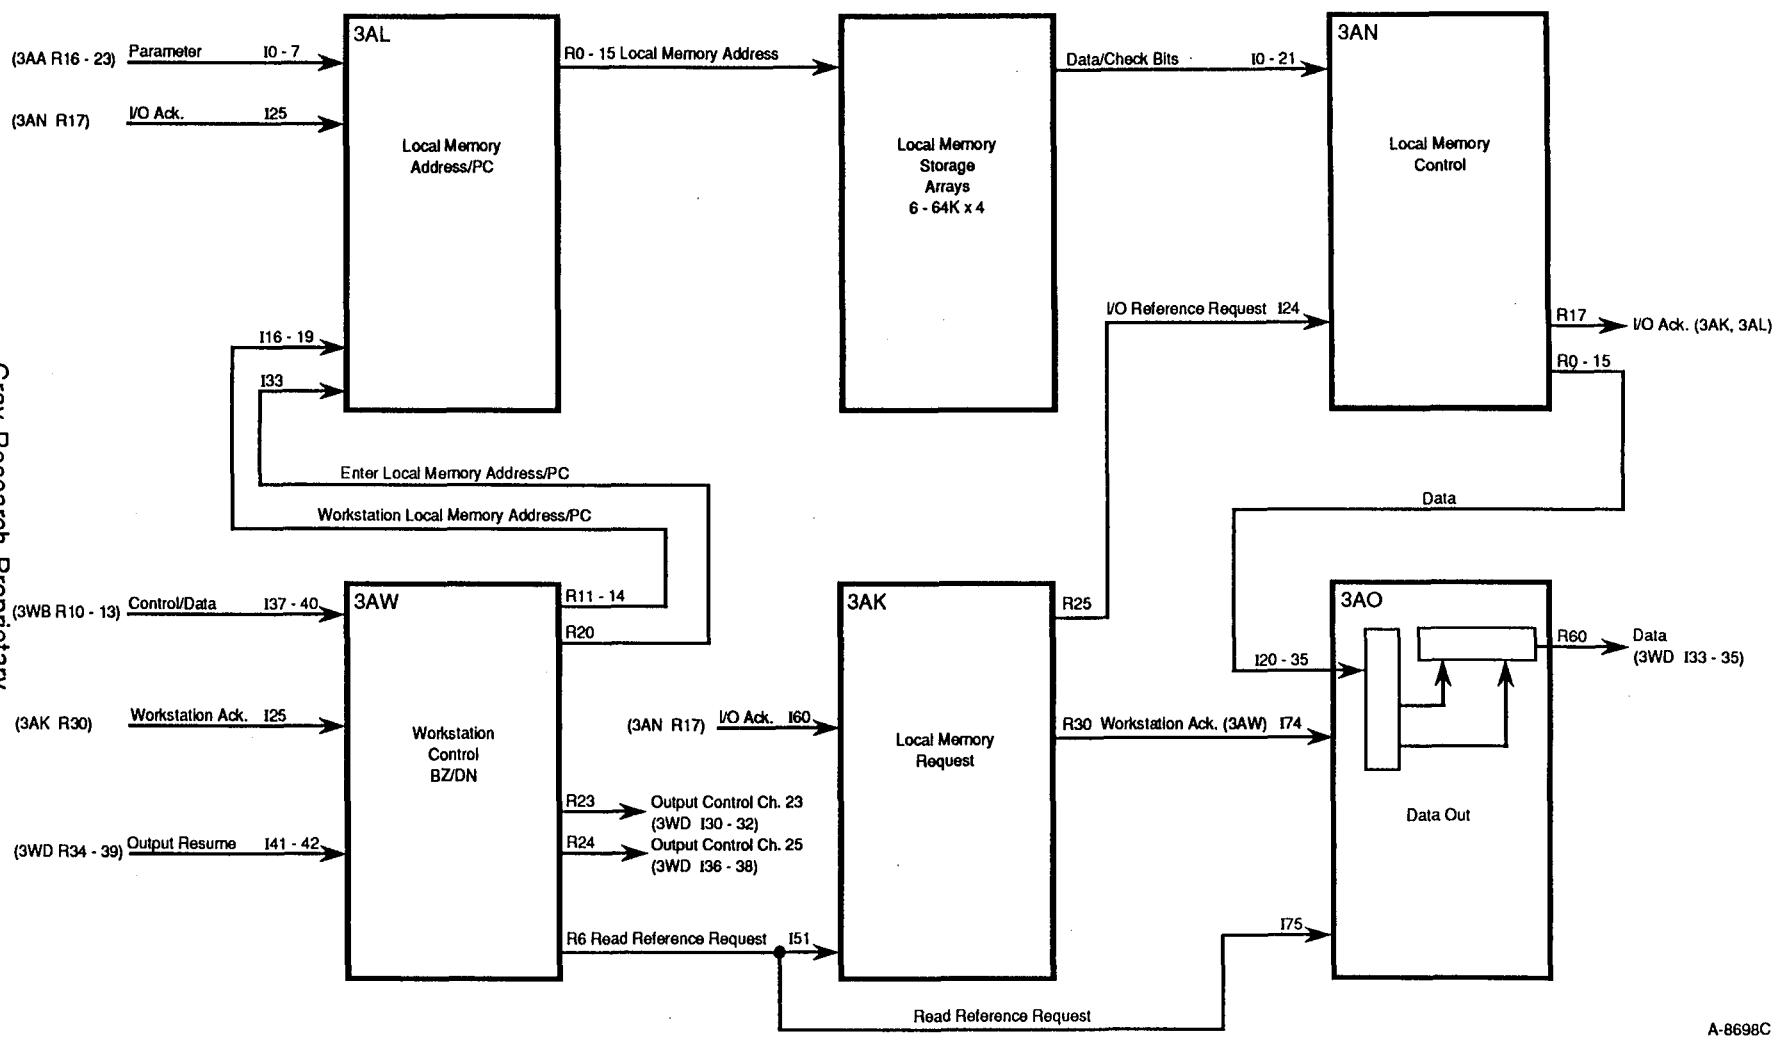 3AL
3AN
(3AA R16 - 23) Parameter I0 - 7
R0 - 15 Local Memory Address
Data/Check Bits I0 - 21
(3AN R17) I/O Ack. I25
Local Memory
Address/PC
Local Memory
Storage
Arrays
6 - 64K x 4
Local Memory
Control
I/O Reference Request I24
R17 I/O Ack. (3AK, 3AL)
I16 - 19
R0 - 15
I33
Enter Local Memory Address/PC
Data
Workstation Local Memory Address/PC
3AW
3AK
3AO
(3WB R10 - 13) Control/Data I37 - 40
R11 - 14
R25
R20
R60 Data
(3WD I33 - 35)
I20 - 35
(3AK R30) Workstation Ack. I25
(3AN R17) I/O Ack. I60
R30 Workstation Ack. (3AW) I74
Workstation
Control
BZ/DN
Local Memory
Request
R23 Output Control Ch. 23
(3WD I30 - 32)
Data Out
(3WD R34 - 39) Output Resume I41 - 42
R24 Output Control Ch. 25
(3WD I36 - 38)
R6 Read Reference Request I51
I75
Read Reference Request
Cray Research Proprietary
A-8698C